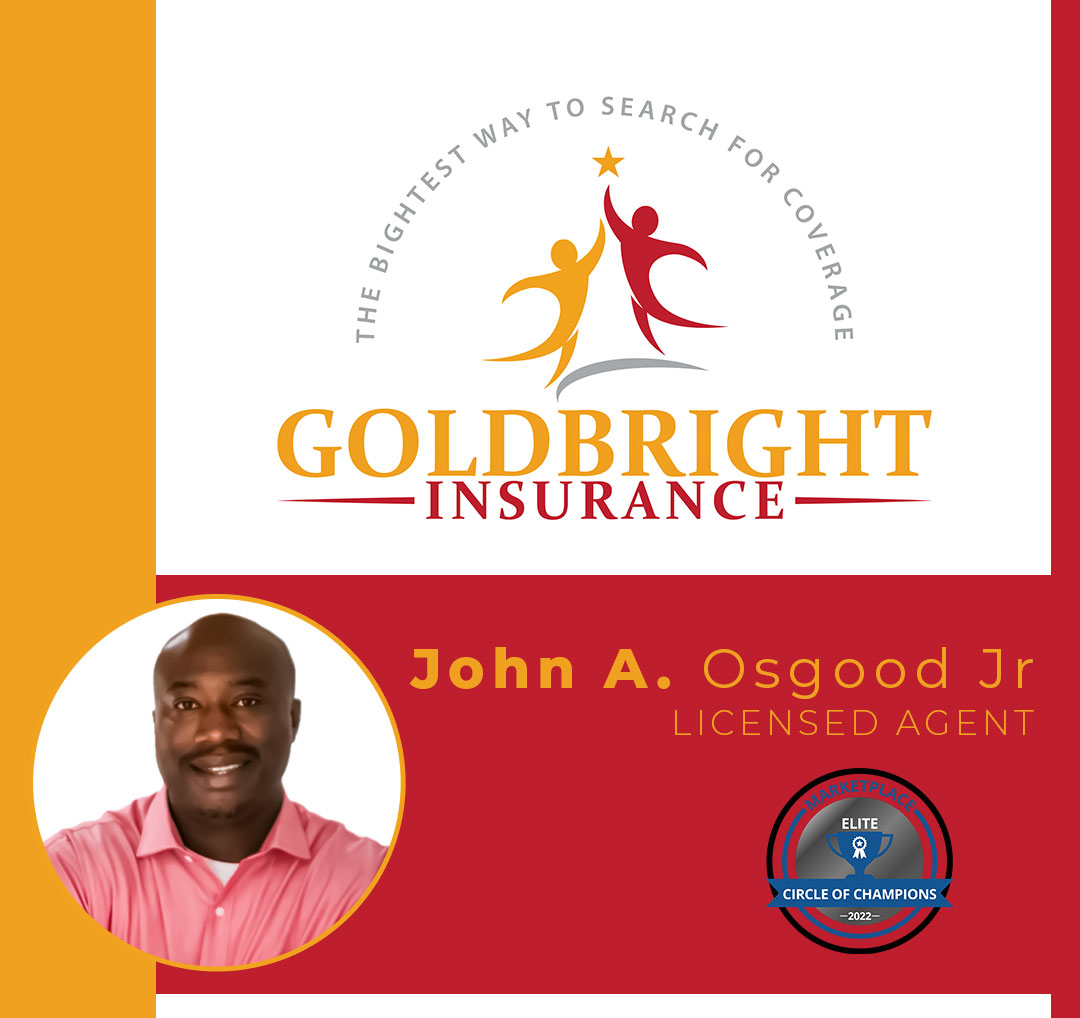 THE BIGHTEST WAY TO SEARCH FOR COVERAGE
GOLDBRIGHT
INSURANCE
John A. Osgood Jr
LICENSED AGENT
MARKETPLACE
ELITE
CIRCLE OF CHAMPIONS
–2022–